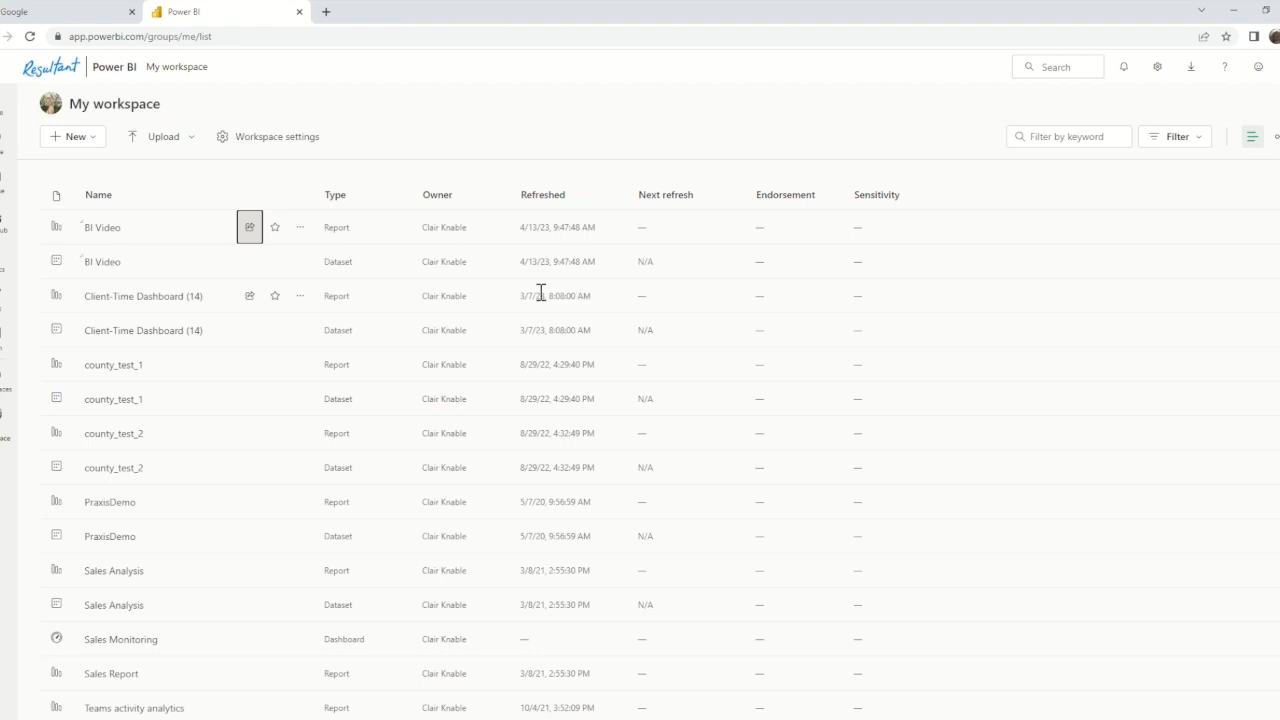 Google
Power BI
app.powerbi.com/groups/me/list
Resultant Power BI My workspace Search
My workspace
New Upload Workspace settings Filter by keyword Filter
Name Type Owner Refreshed Next refresh Endorsement Sensitivity
BI Video Report Clair Knable 4/13/23, 9:47:48 AM — — —
BI Video Dataset Clair Knable 4/13/23, 9:47:48 AM N/A — —
Client-Time Dashboard (14) Report Clair Knable 3/7/23, 8:08:00 AM — — —
Client-Time Dashboard (14) Dataset Clair Knable 3/7/23, 8:08:00 AM N/A — —
county_test_1 Report Clair Knable 8/29/22, 4:29:40 PM — — —
county_test_1 Dataset Clair Knable 8/29/22, 4:29:40 PM N/A — —
county_test_2 Report Clair Knable 8/29/22, 4:32:49 PM — — —
county_test_2 Dataset Clair Knable 8/29/22, 4:32:49 PM N/A — —
PraxisDemo Report Clair Knable 5/7/20, 9:56:59 AM — — —
PraxisDemo Dataset Clair Knable 5/7/20, 9:56:59 AM N/A — —
Sales Analysis Report Clair Knable 3/8/21, 2:55:30 PM — — —
Sales Analysis Dataset Clair Knable 3/8/21, 2:55:30 PM N/A — —
Sales Monitoring Dashboard Clair Knable — — — —
Sales Report Report Clair Knable 3/8/21, 2:55:30 PM — — —
Teams activity analytics Report Clair Knable 10/4/21, 3:52:09 PM — — —